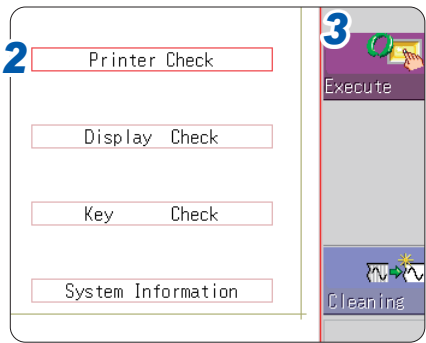 2
Printer Check
Display Check
Key Check
System Information
3
Execute
Cleaning